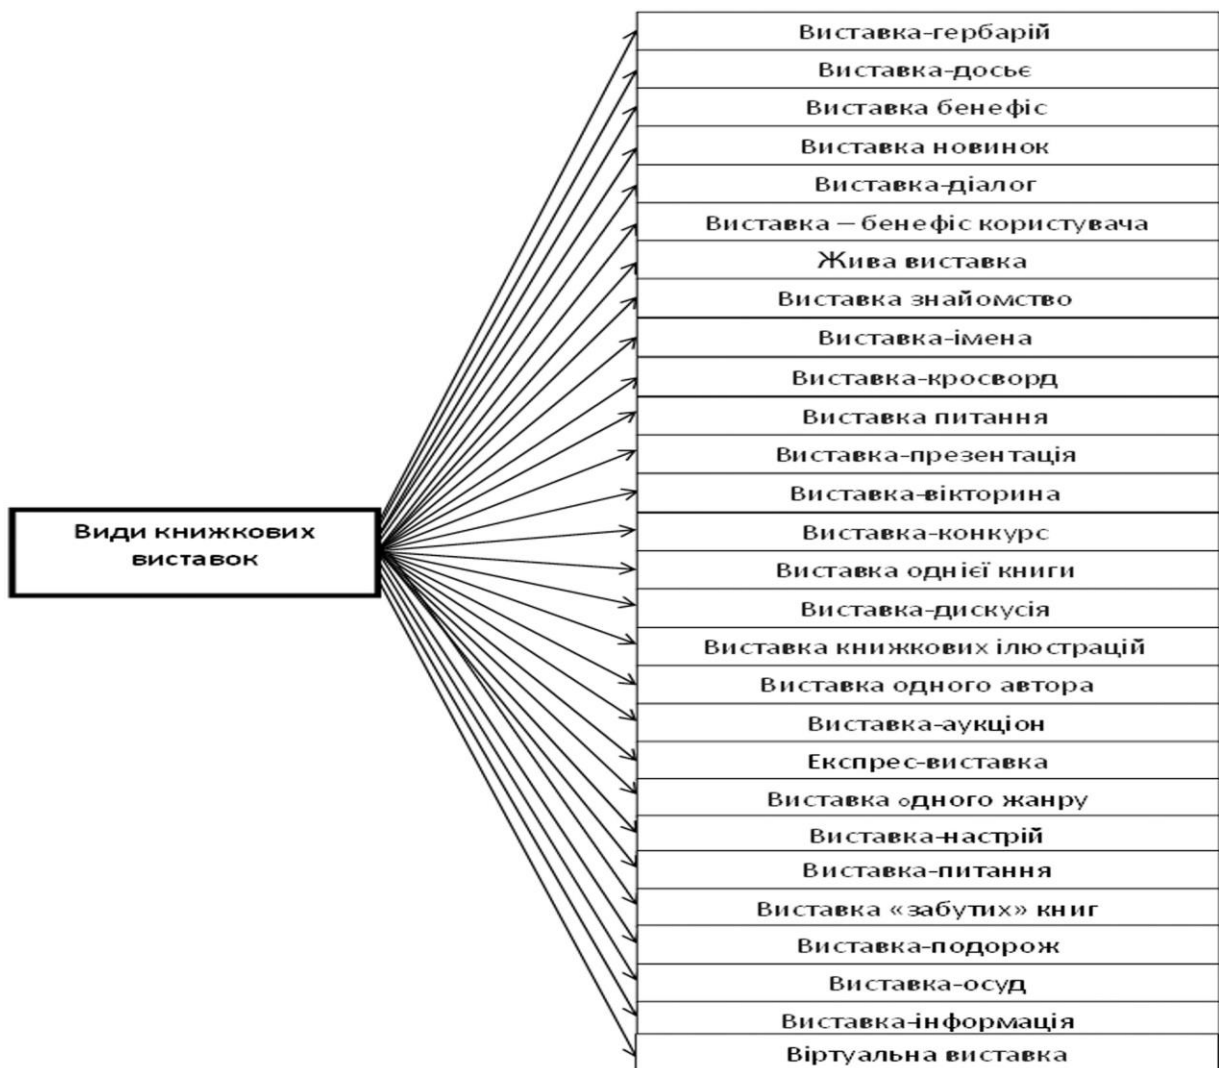 Види книжкових
виставок
Виставка-гербарій
Виставка-досьє
Виставка бенефіс
Виставка новинок
Виставка-діалог
Виставка – бенефіс користувача
Жива виставка
Виставка знайомство
Виставка-імена
Виставка-кросворд
Виставка питання
Виставка-презентація
Виставка-вікторина
Виставка-конкурс
Виставка однієї книги
Виставка-дискусія
Виставка книжкових ілюстрацій
Виставка одного автора
Виставка-аукціон
Експрес-виставка
Виставка одного жанру
Виставка-настрій
Виставка-питання
Виставка «забутих» книг
Виставка-подорож
Виставка-осуд
Виставка-інформація
Віртуальна виставка